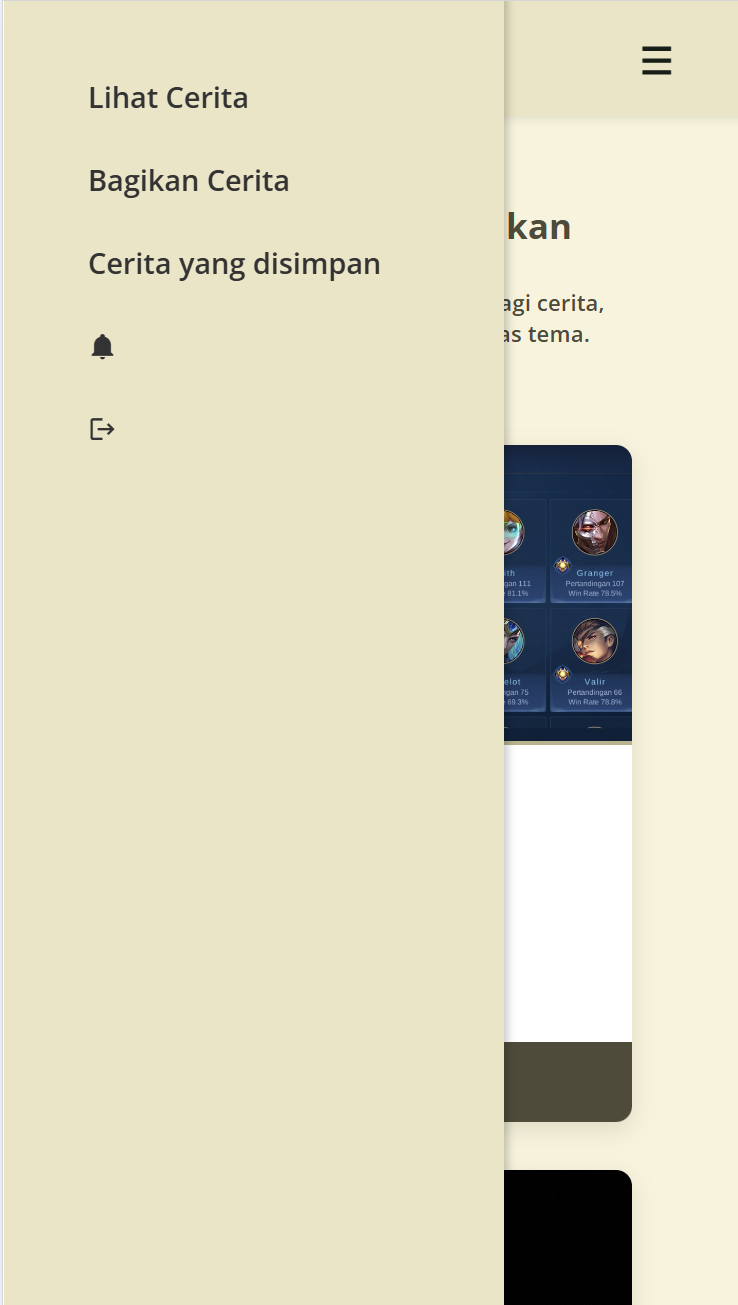 Lihat Cerita
Bagikan Cerita
Cerita yang disimpan
kan
agi cerita,
as tema.
ith
Granger
gan 111
Pertandingan 107
81.1%
Win Rate 78.5%
elot
Valir
ngan 75
Pertandingan 66
69.3%
Win Rate 78.8%